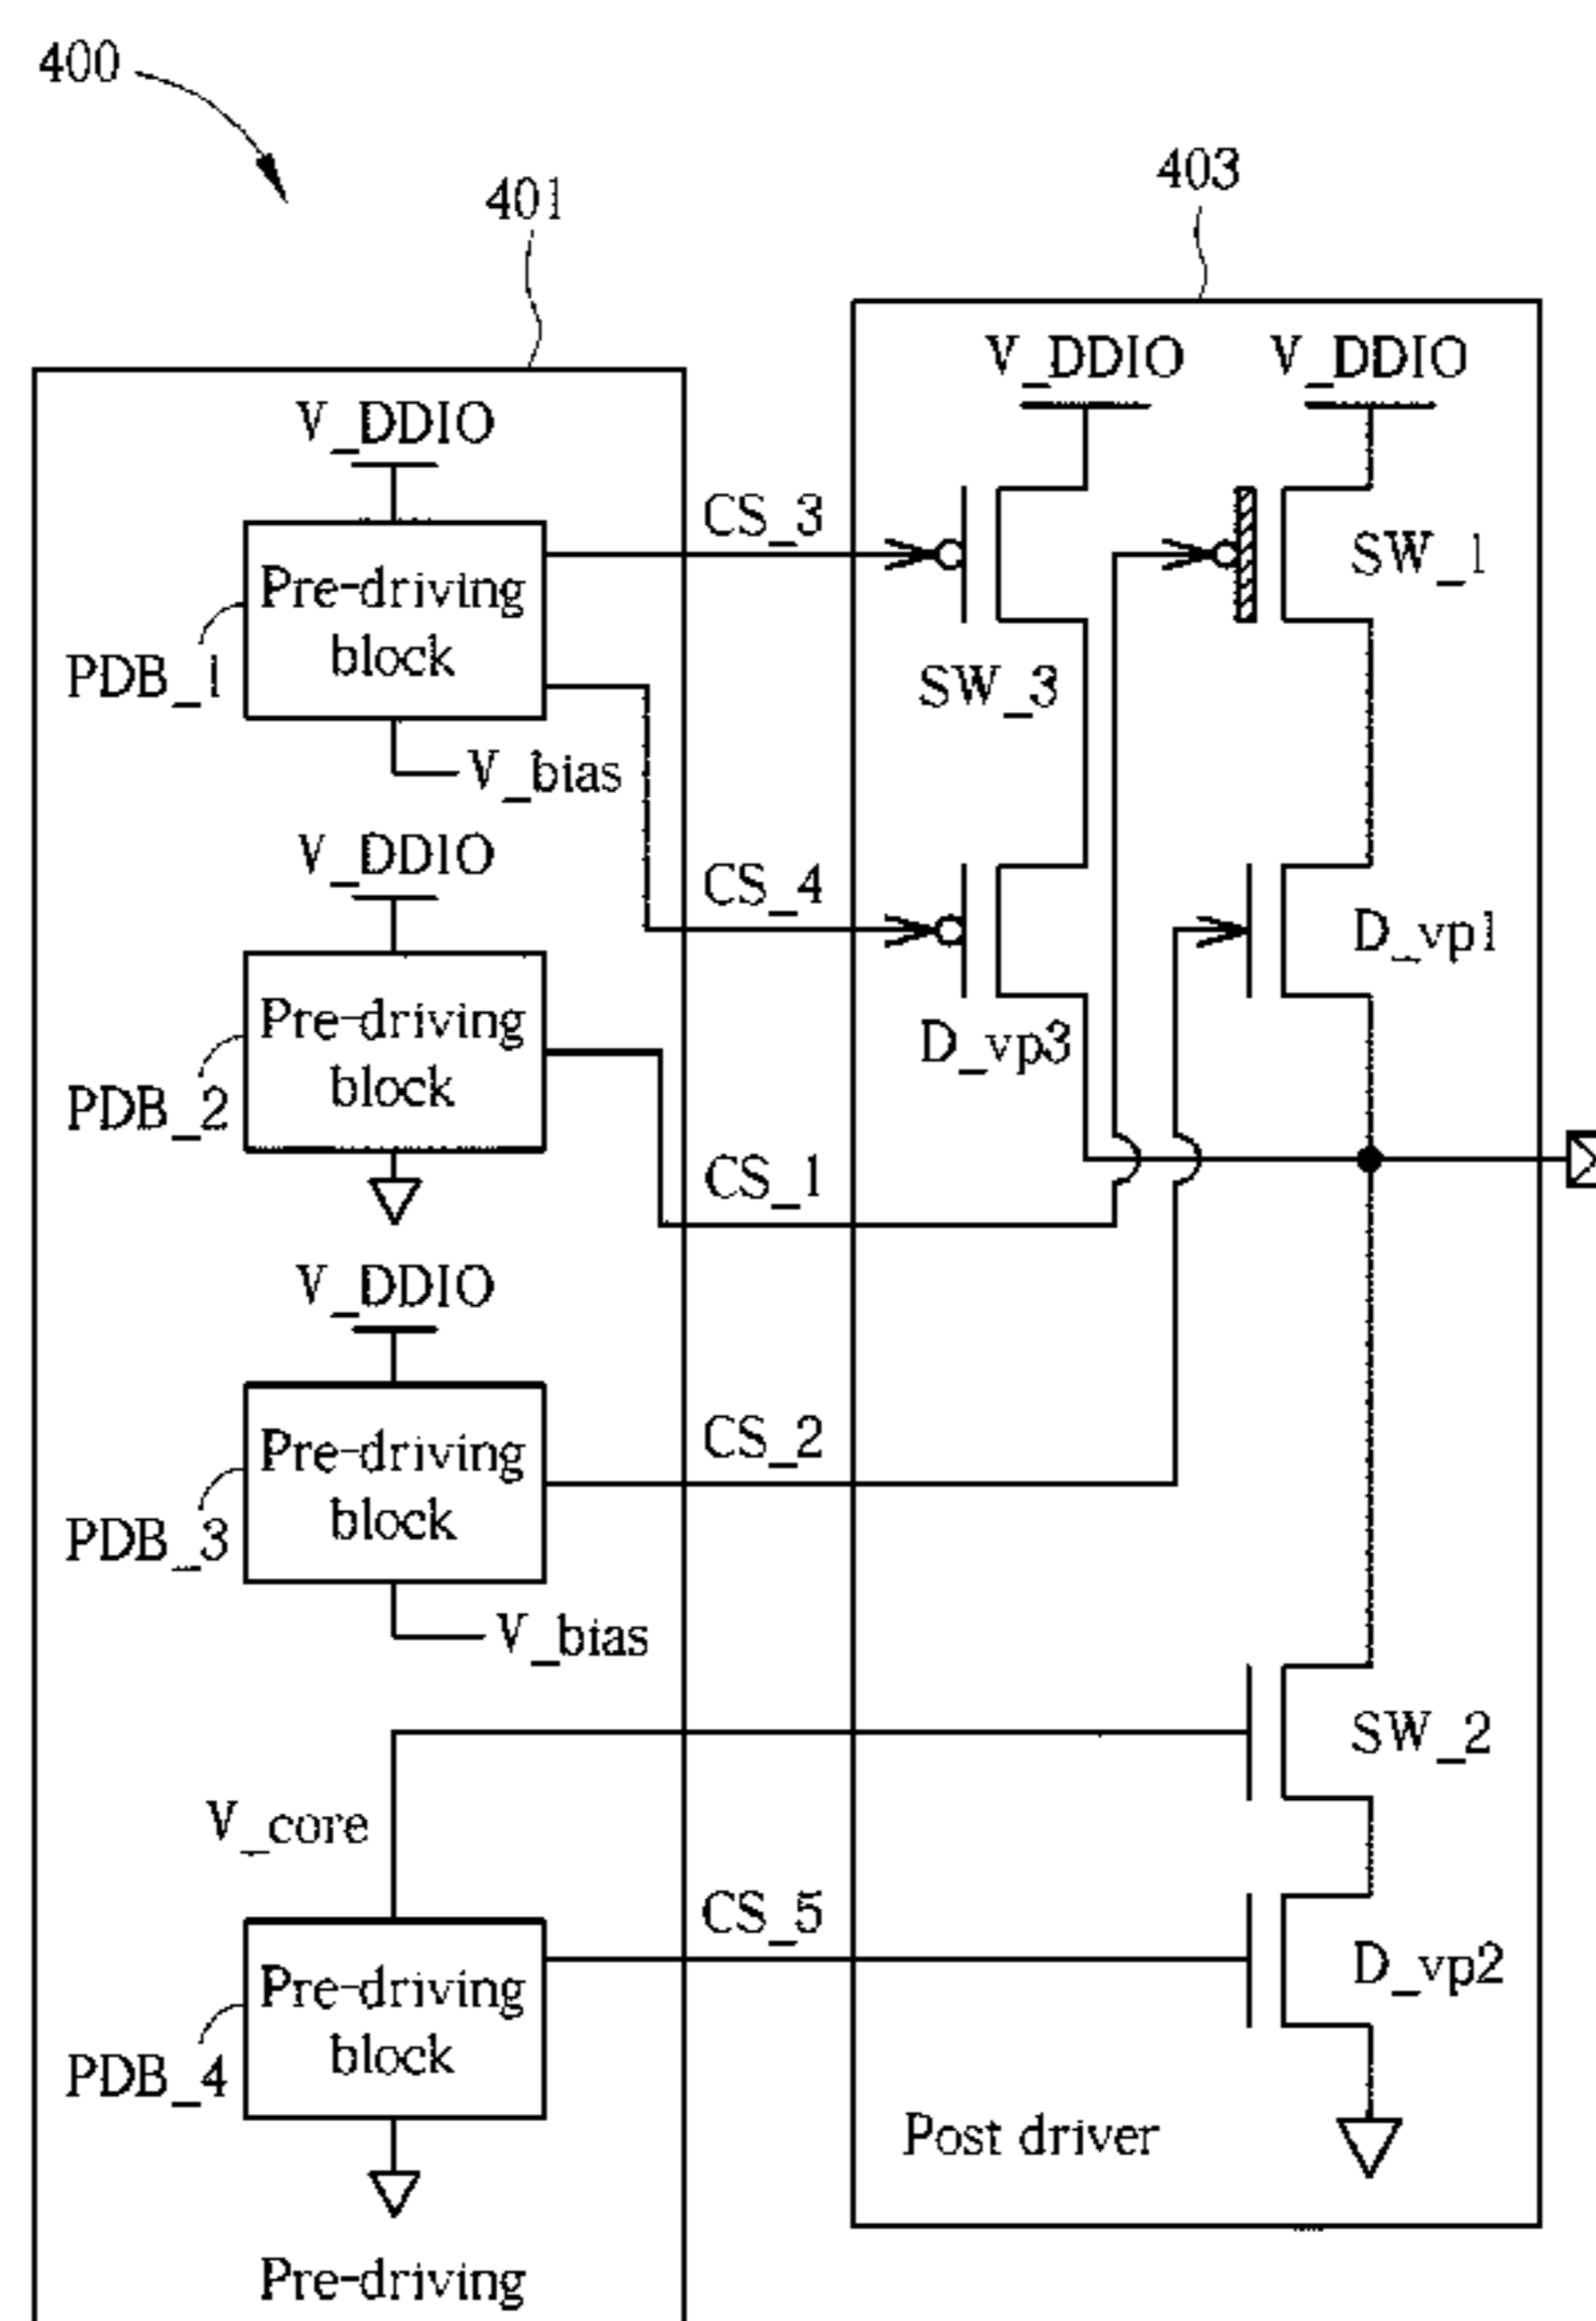 400
401
403
V_DDIO
Pre-driving
block
PDB_1
V_bias
V_DDIO
Pre-driving
block
PDB_2
V_DDIO
Pre-driving
block
PDB_3
V_bias
V_core
Pre-driving
block
PDB_4
Pre-driving
CS_3
CS_4
CS_1
CS_2
CS_5
V_DDIO
V_DDIO
SW_1
SW_3
D_vp1
D_vp3
SW_2
D_vp2
Post driver